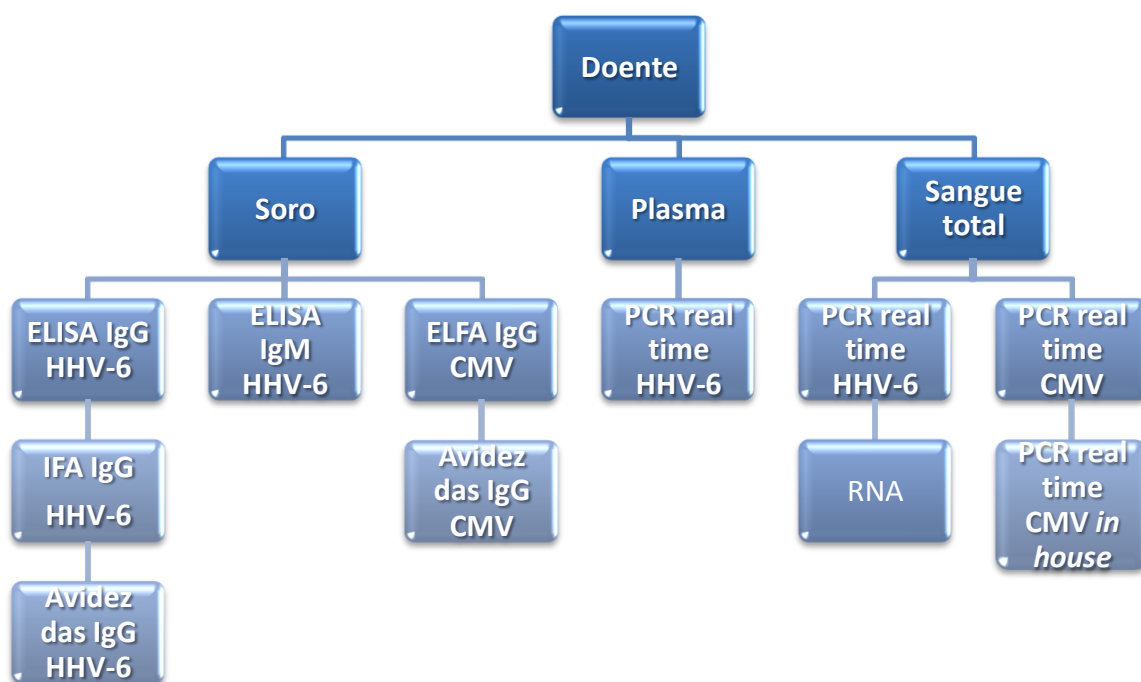 Doente
Soro
Plasma
Sangue
total
ELISA IgG
HHV-6
ELISA
IgM
HHV-6
ELFA IgG
CMV
PCR real
time
HHV-6
PCR real
time
HHV-6
PCR real
time
CMV
IFA IgG
HHV-6
Avidez
das IgG
CMV
RNA
PCR real
time
CMV in
house
Avidez
das IgG
HHV-6